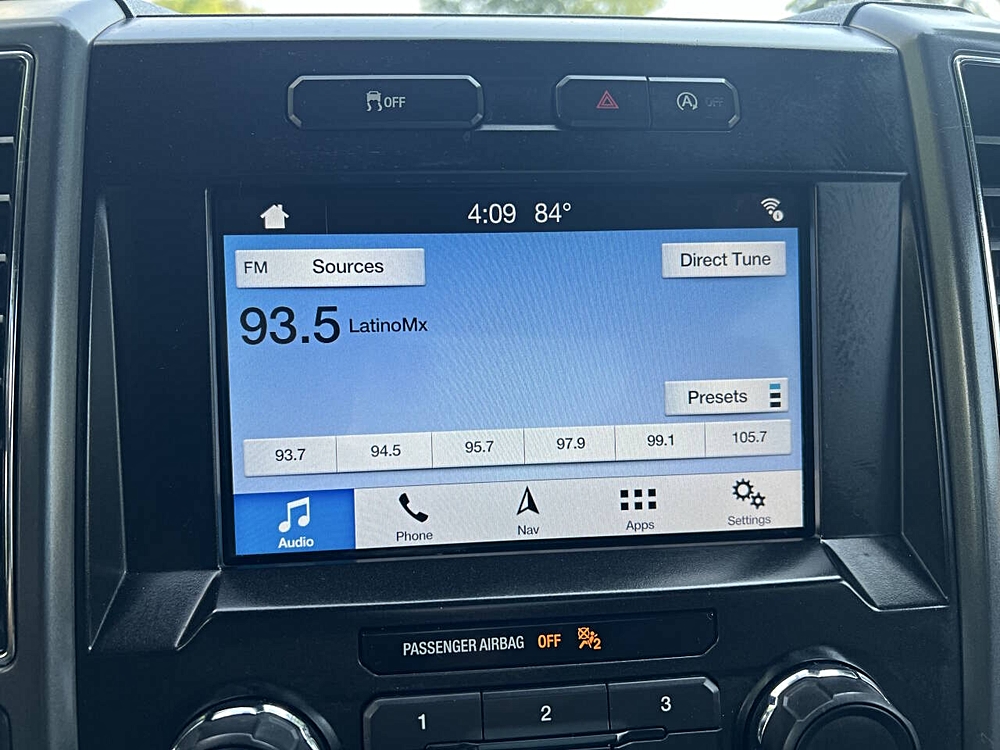 OFF
A OFF
4:09 84°
FM Sources
Direct Tune
93.5 LatinoMx
Presets
93.7 94.5 95.7 97.9 99.1 105.7
Audio Phone Nav Apps Settings
PASSENGER AIRBAG OFF 2
1 2 3